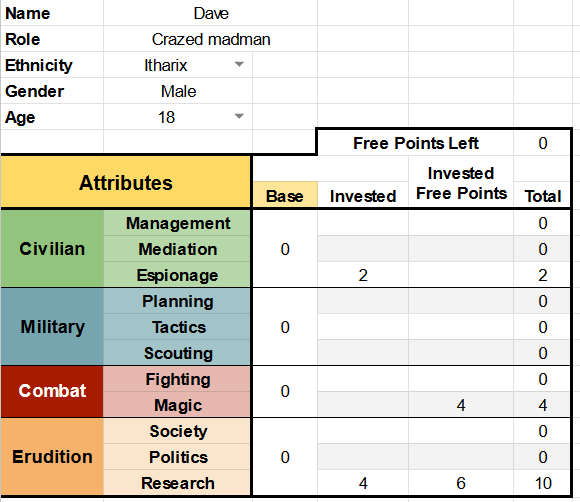 Name Dave
Role Crazed madman
Ethnicity Itharix
Gender Male
Age 18
Free Points Left 0
Attributes Base Invested Invested Free Points Total
Civilian Management 0 0
Mediation 0
Espionage 2 2
Military Planning 0 0
Tactics 0
Scouting 0
Combat Fighting 0 0
Magic 4 4
Erudition Society 0 0
Politics 0
Research 4 6 10